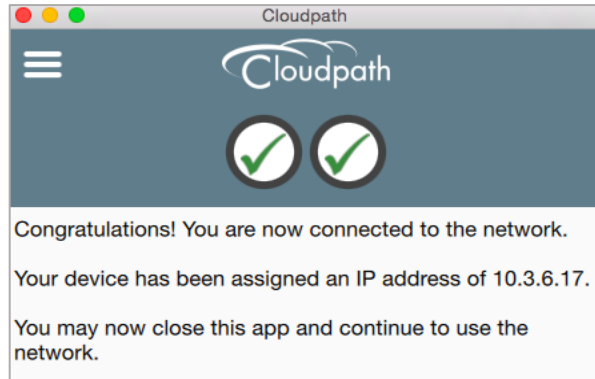 Cloudpath
Cloudpath
Congratulations! You are now connected to the network.
Your device has been assigned an IP address of 10.3.6.17.
You may now close this app and continue to use the
network.